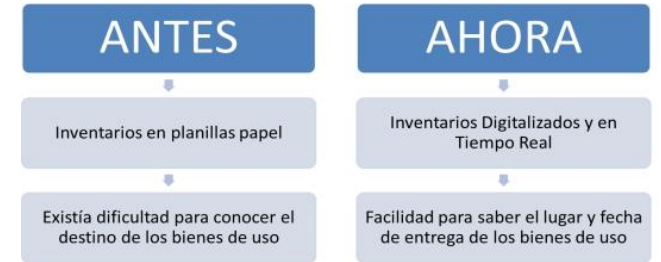 ANTES
Inventarios en planillas papel
Existía dificultad para conocer el
destino de los bienes de uso
AHORA
Inventarios Digitalizados y en
Tiempo Real
Facilidad para saber el lugar y fecha
de entrega de los bienes de uso